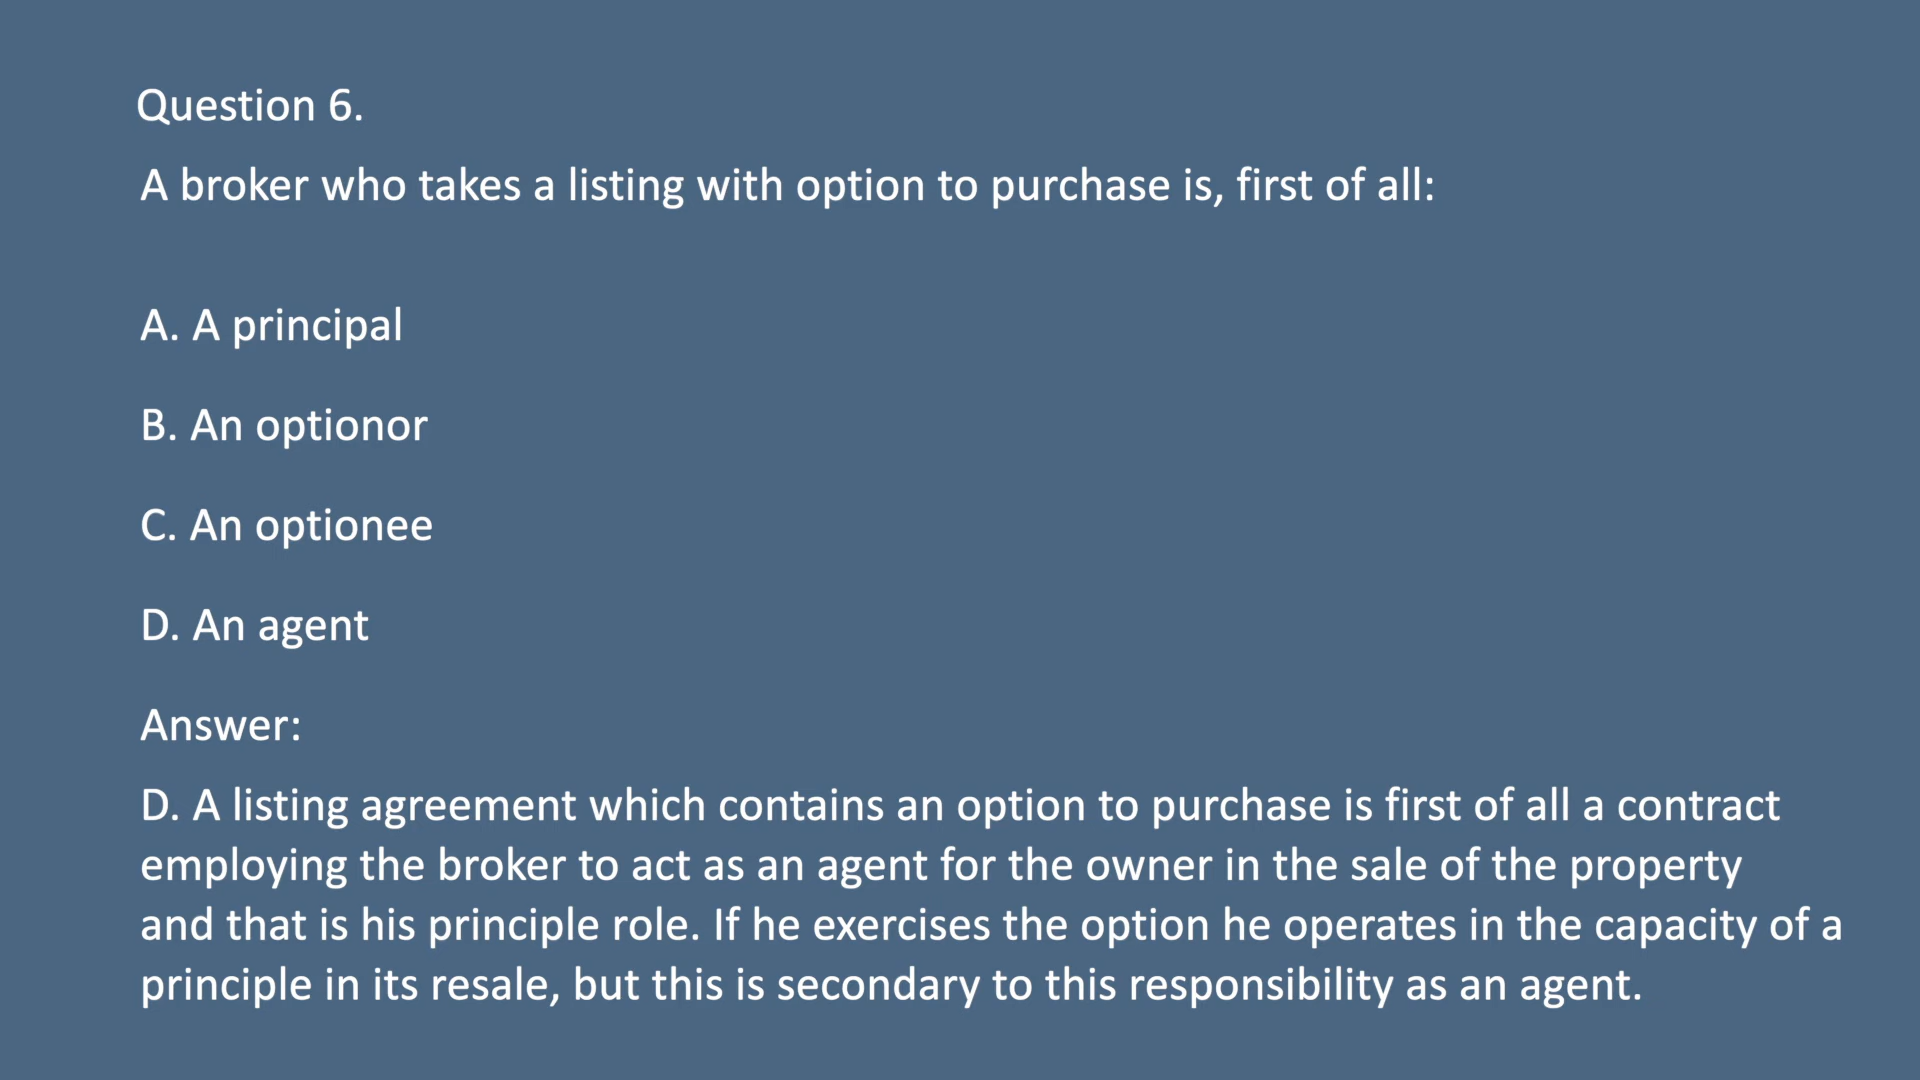 Question 6.
A broker who takes a listing with option to purchase is, first of all:
A. A principal
B. An optionor
C. An optionee
D. An agent
Answer:
D. A listing agreement which contains an option to purchase is first of all a contract
employing the broker to act as an agent for the owner in the sale of the property
and that is his principle role. If he exercises the option he operates in the capacity of a
principle in its resale, but this is secondary to this responsibility as an agent.